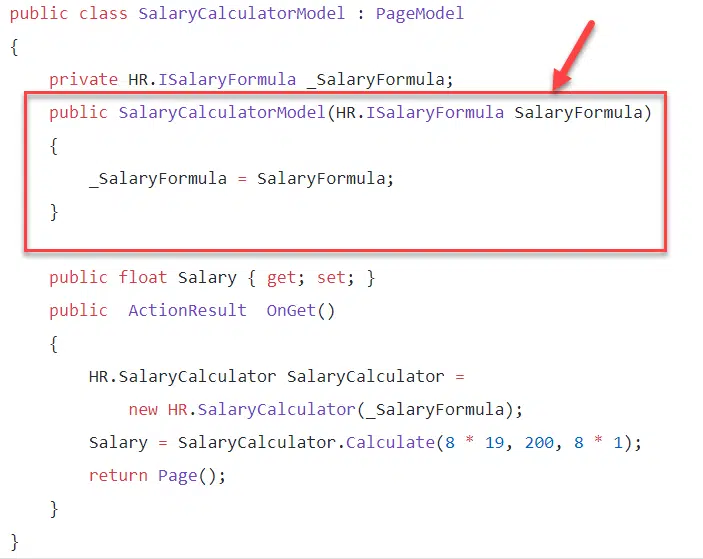 public class SalaryCalculatorModel : PageModel
{
    private HR.ISalaryFormula _SalaryFormula;
    public SalaryCalculatorModel(HR.ISalaryFormula SalaryFormula)
    {
        _SalaryFormula = SalaryFormula;
    }
    public float Salary { get; set; }
    public  ActionResult  OnGet()
    {
        HR.SalaryCalculator SalaryCalculator =
            new HR.SalaryCalculator(_SalaryFormula);
        Salary = SalaryCalculator.Calculate(8 * 19, 200, 8 * 1);
        return Page();
    }
}